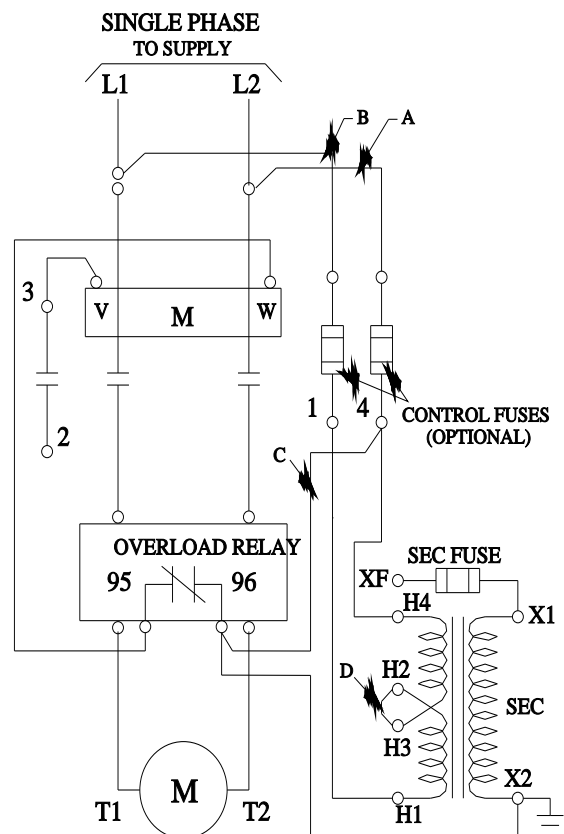 SINGLE PHASE
TO SUPPLY
L1 L2
B A
3
V M W
2
1 4
CONTROL FUSES
(OPTIONAL)
C
OVERLOAD RELAY
95 96
SEC FUSE
XF
H4 X1
D H2
SEC
H3
X2
T1 M T2 H1